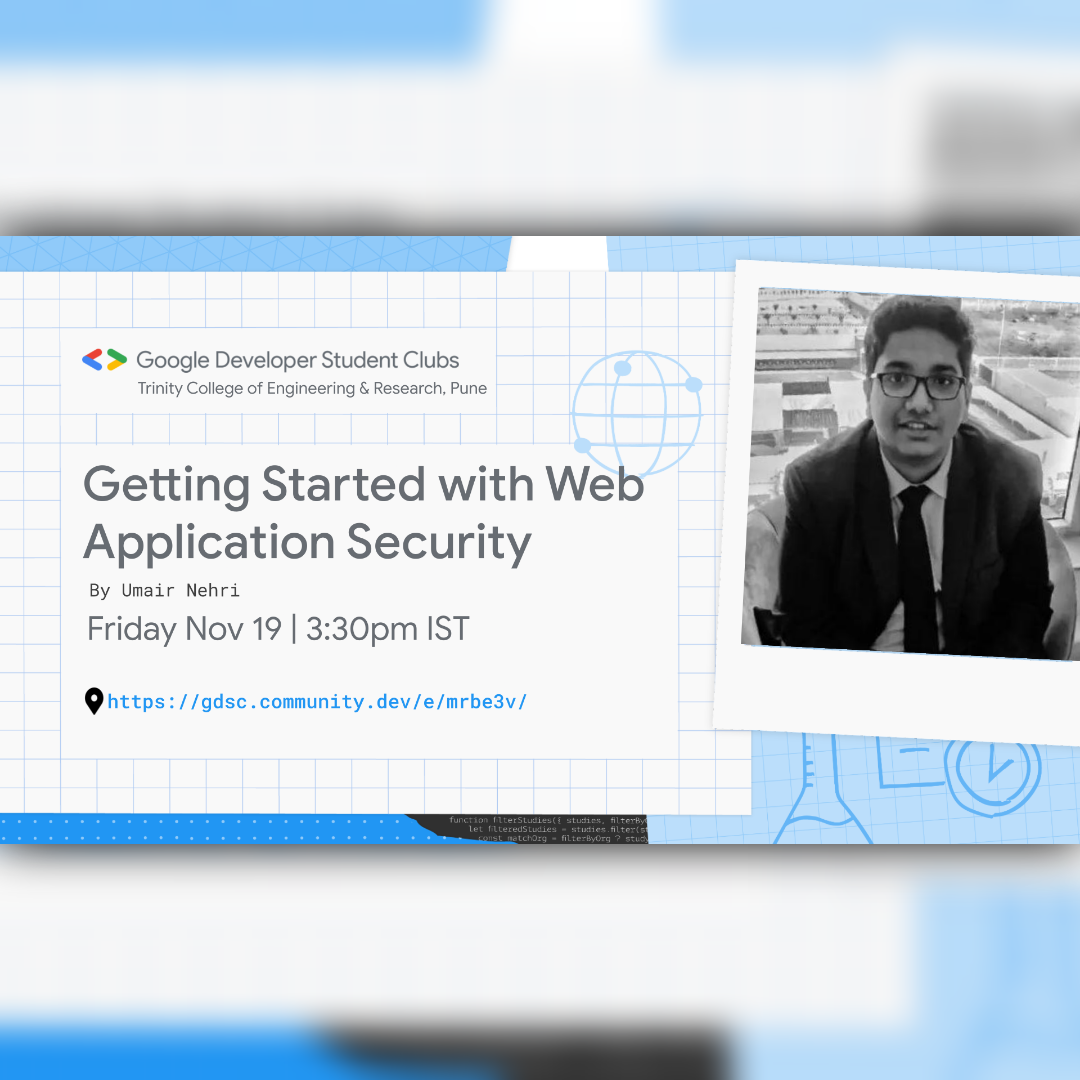 Google Developer Student Clubs
Trinity College of Engineering & Research, Pune
Getting Started with Web
Application Security
By Umair Nehri
Friday Nov 19 | 3:30pm IST
https://gdsc.community.dev/e/mrbe3v/
function filterStudies({ studies, filterBy
let filteredStudies = studies.filter(
const matchOrg = filterByOrg ?